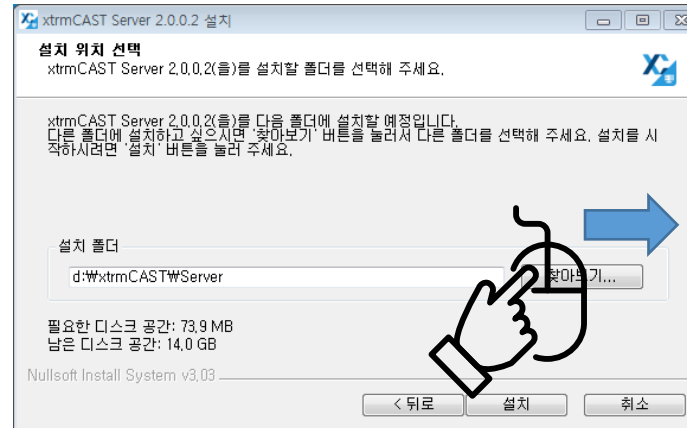 xtrmCAST Server 2.0.0.2 설치
설치 위치 선택
xtrmCAST Server 2,0,0,2(을)를 설치할 폴더를 선택해 주세요.
xtrmCAST Server 2,0,0,2(을)를 다음 폴더에 설치할 예정입니다.
다른 폴더에 설치하고 싶으시면 '찾아보기' 버튼을 눌러서 다른 폴더를 선택해 주세요. 설치를 시
작하시려면 '설치' 버튼을 눌러 주세요.
설치 폴더
d:₩xtrmCAST₩Server
찾아보기...
필요한 디스크 공간: 73,9 MB
남은 디스크 공간: 14,0 GB
Nullsoft Install System v3,03
< 뒤로
설치
취소